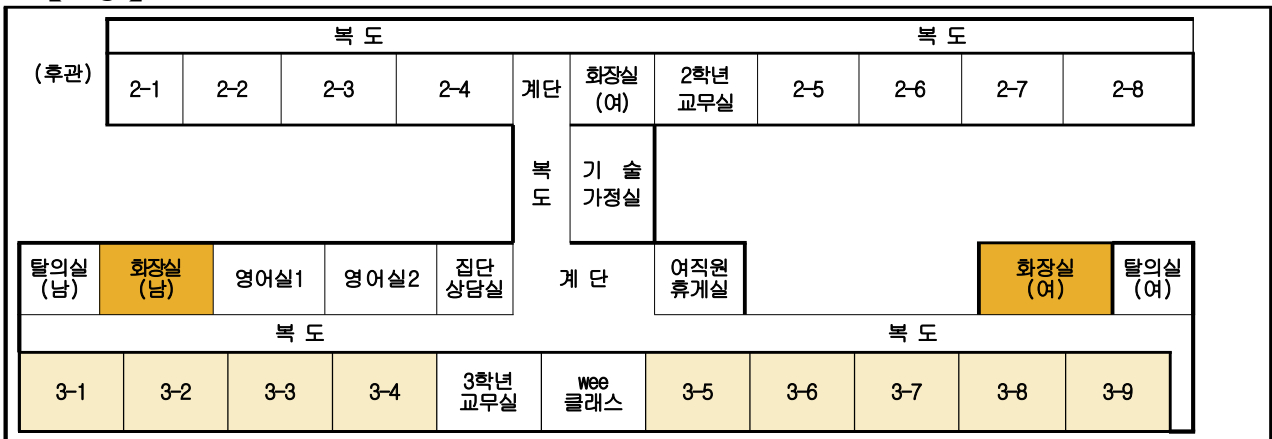 복 도 복 도
(후관)
2-1 2-2 2-3 2-4 계단 화장실 (여) 2학년 교무실 2-5 2-6 2-7 2-8
복 도
기 술 가정실
탈의실 (남) 화장실 (남) 영어실1 영어실2 집단 상담실 계 단 여직원 휴게실 화장실 (여) 탈의실 (여)
복 도 복 도
3-1 3-2 3-3 3-4 3학년 교무실 wee 클래스 3-5 3-6 3-7 3-8 3-9